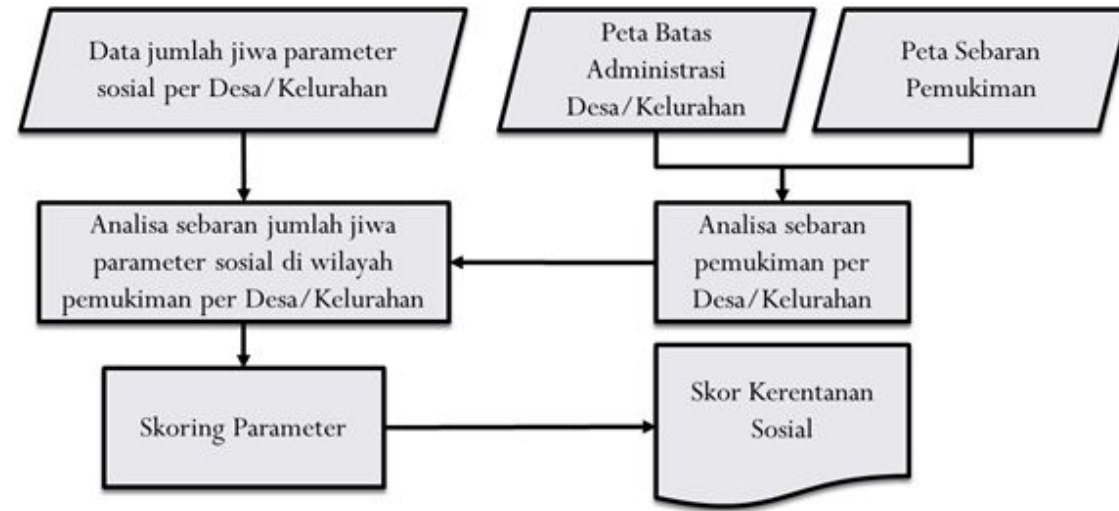 Data jumlah jiwa parameter
sosial per Desa/Kelurahan
Peta Batas
Administrasi
Desa/Kelurahan
Peta Sebaran
Pemukiman
Analisa sebaran jumlah jiwa
parameter sosial di wilayah
pemukiman per Desa/Kelurahan
Analisa sebaran
pemukiman per
Desa/Kelurahan
Skoring Parameter
Skor Kerentanan
Sosial